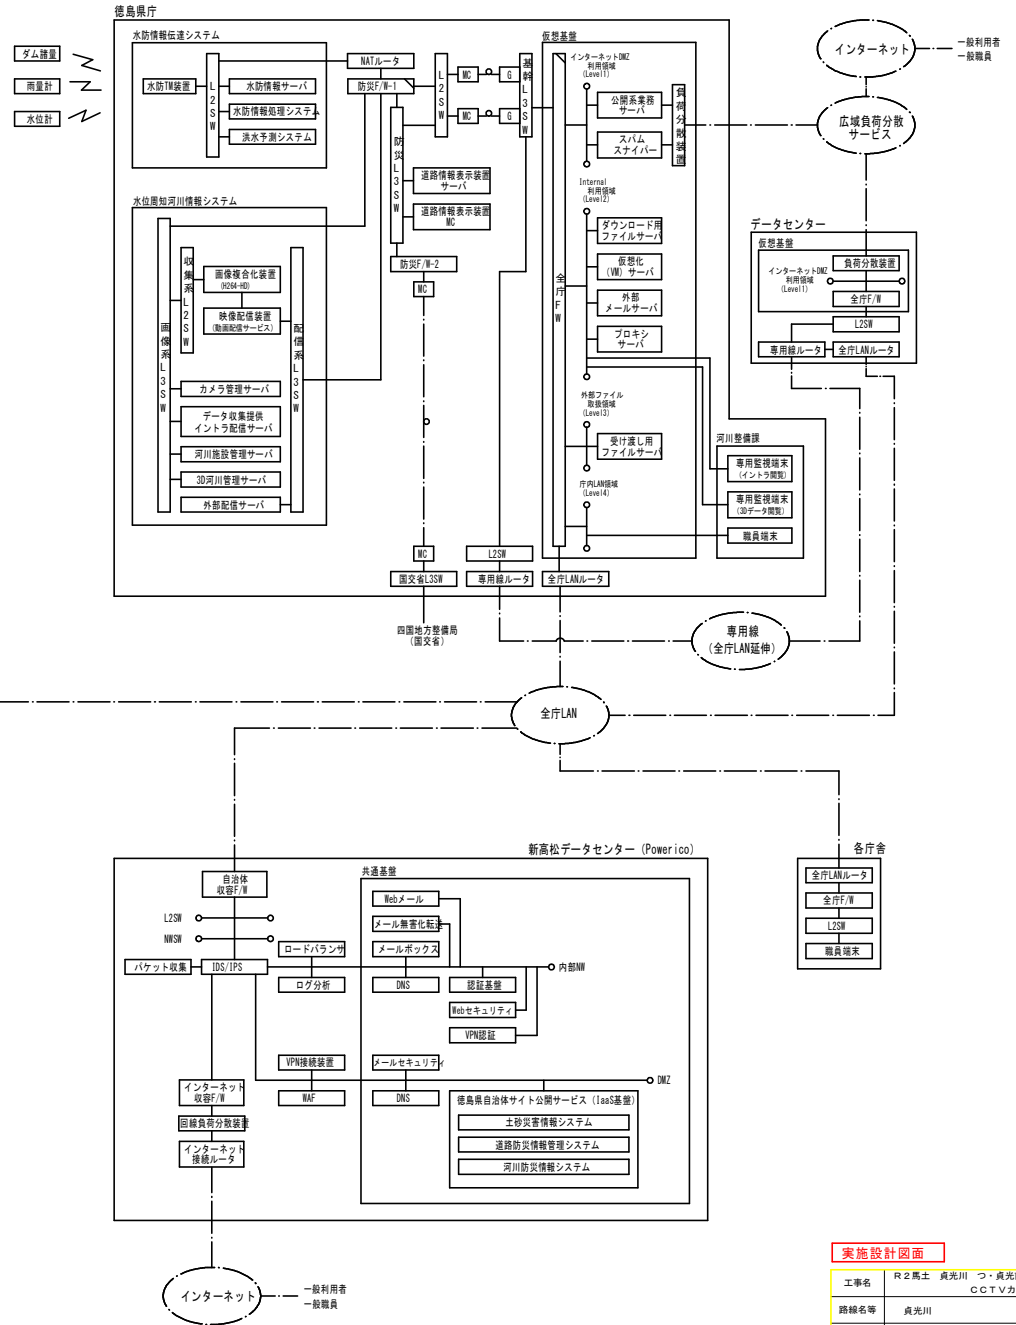 徳島県庁
水防情報伝達システム
ダム諸量
雨量計
水位計
水防TM装置
L2SW
水防情報サーバ
水防情報処理システム
洪水予測システム
NATルータ
防災F/W-1
防災L3SW
道路情報表示装置
サーバ
道路情報表示装置
MC
防災F/W-2
MC
L2SW
MC
G
MC
G
基幹L3SW
水位周知河川情報システム
画像系L3SW
収集系L2SW
画像複合化装置
(H264-HD)
映像配信装置
(動画配信サービス)
配信系L3SW
カメラ管理サーバ
データ収集提供
イントラ配信サーバ
河川施設管理サーバ
3D河川管理サーバ
外部配信サーバ
仮想基盤
全庁FW
インターネットDMZ
利用領域
(Level1)
公開系業務
サーバ
スパム
スナイパー
負荷分散装置
Internal
利用領域
(Level2)
ダウンロード用
ファイルサーバ
仮想化
(VM) サーバ
外部
メールサーバ
プロキシ
サーバ
外部ファイル
取扱領域
(Level3)
受け渡し用
ファイルサーバ
庁内LAN領域
(Level4)
河川整備課
専用監視端末
(イントラ閲覧)
専用監視端末
(3Dデータ閲覧)
職員端末
MC
国交省L3SW
四国地方整備局
(国交省)
L2SW
専用線ルータ
全庁LANルータ
インターネット
一般利用者
一般職員
広域負荷分散
サービス
データセンター
仮想基盤
インターネットDMZ
利用領域
(Level1)
負荷分散装置
全庁F/W
L2SW
専用線ルータ
全庁LANルータ
専用線
(全庁LAN延伸)
全庁LAN
各庁舎
全庁LANルータ
全庁F/W
L2SW
職員端末
新高松データセンター (Powerico)
自治体
収容F/W
L2SW
NWSW
パケット収集
IDS/IPS
ロードバランサ
ログ分析
共通基盤
Webメール
メール無害化転送
メールボックス
DNS
認証基盤
Webセキュリティ
VPN認証
内部NW
VPN接続装置
WAF
メールセキュリティ
DNS
DMZ
徳島県自治体サイト公開サービス (IaaS基盤)
土砂災害情報システム
道路防災情報管理システム
河川防災情報システム
インターネット
収容F/W
回線負荷分散装置
インターネット
接続ルータ
インターネット
一般利用者
一般職員
実施設計図面
工事名
R2馬土 貞光川 つ・貞光
CCTVカ
路線名等
貞光川